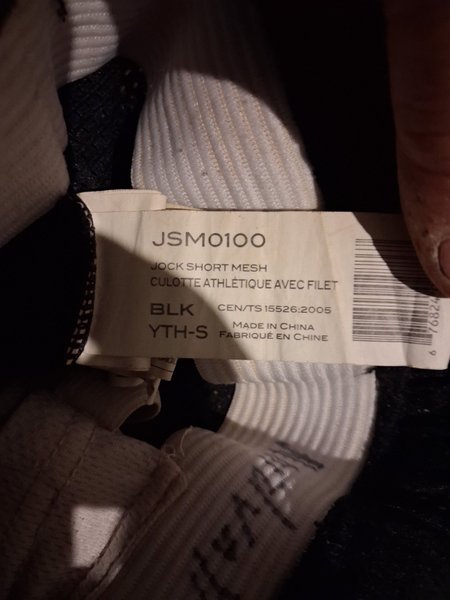 JSM0100
JOCK SHORT MESH
CULOTTE ATHLÉTIQUE AVEC FILET
BLK CEN/TS 15526:2005
YTH-S MADE IN CHINA
FABRIQUÉ EN CHINE